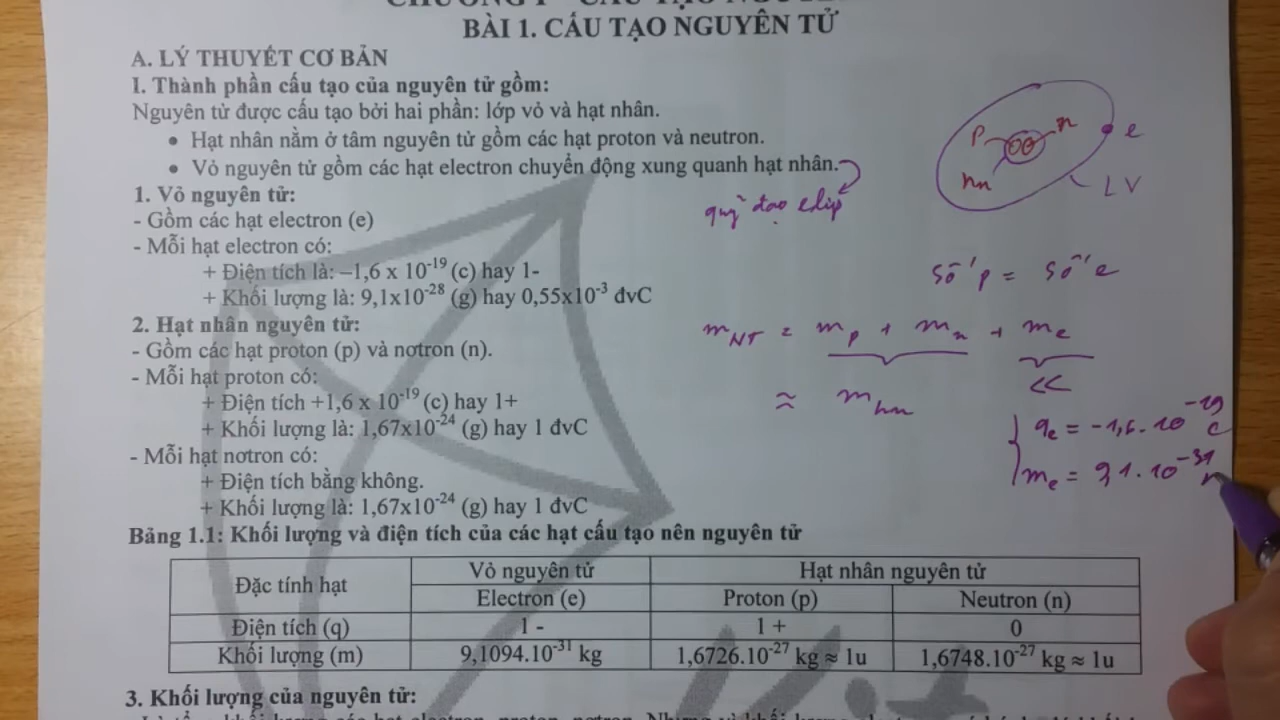 BÀI 1. CẤU TẠO NGUYÊN TỬ
A. LÝ THUYẾT CƠ BẢN
I. Thành phần cấu tạo của nguyên tử gồm:
Nguyên tử được cấu tạo bởi hai phần: lớp vỏ và hạt nhân.
• Hạt nhân nằm ở tâm nguyên tử gồm các hạt proton và neutron.
• Vỏ nguyên tử gồm các hạt electron chuyển động xung quanh hạt nhân.
quỹ đạo elip
p n e
hn LV
1. Vỏ nguyên tử:
- Gồm các hạt electron (e)
- Mỗi hạt electron có:
+ Điện tích là: –1,6 x 10⁻¹⁹ (c) hay 1-
+ Khối lượng là: 9,1x10⁻²⁸ (g) hay 0,55x10⁻³ đvC
số p = số e
2. Hạt nhân nguyên tử:
- Gồm các hạt proton (p) và nơtron (n).
- Mỗi hạt proton có:
+ Điện tích +1,6 x 10⁻¹⁹ (c) hay 1+
+ Khối lượng là: 1,67x10⁻²⁴ (g) hay 1 đvC
- Mỗi hạt nơtron có:
+ Điện tích bằng không.
+ Khối lượng là: 1,67x10⁻²⁴ (g) hay 1 đvC
m_NT = m_p + m_n + m_e
≈ m_hn <<
q_e = -1,6.10⁻¹⁹ C
m_e = 9,1.10⁻³¹
Bảng 1.1: Khối lượng và điện tích của các hạt cấu tạo nên nguyên tử
Đặc tính hạt Vỏ nguyên tử Hạt nhân nguyên tử
Electron (e) Proton (p) Neutron (n)
Điện tích (q) 1 - 1 + 0
Khối lượng (m) 9,1094.10⁻³¹ kg 1,6726.10⁻²⁷ kg ≈ 1u 1,6748.10⁻²⁷ kg ≈ 1u
3. Khối lượng của nguyên tử: